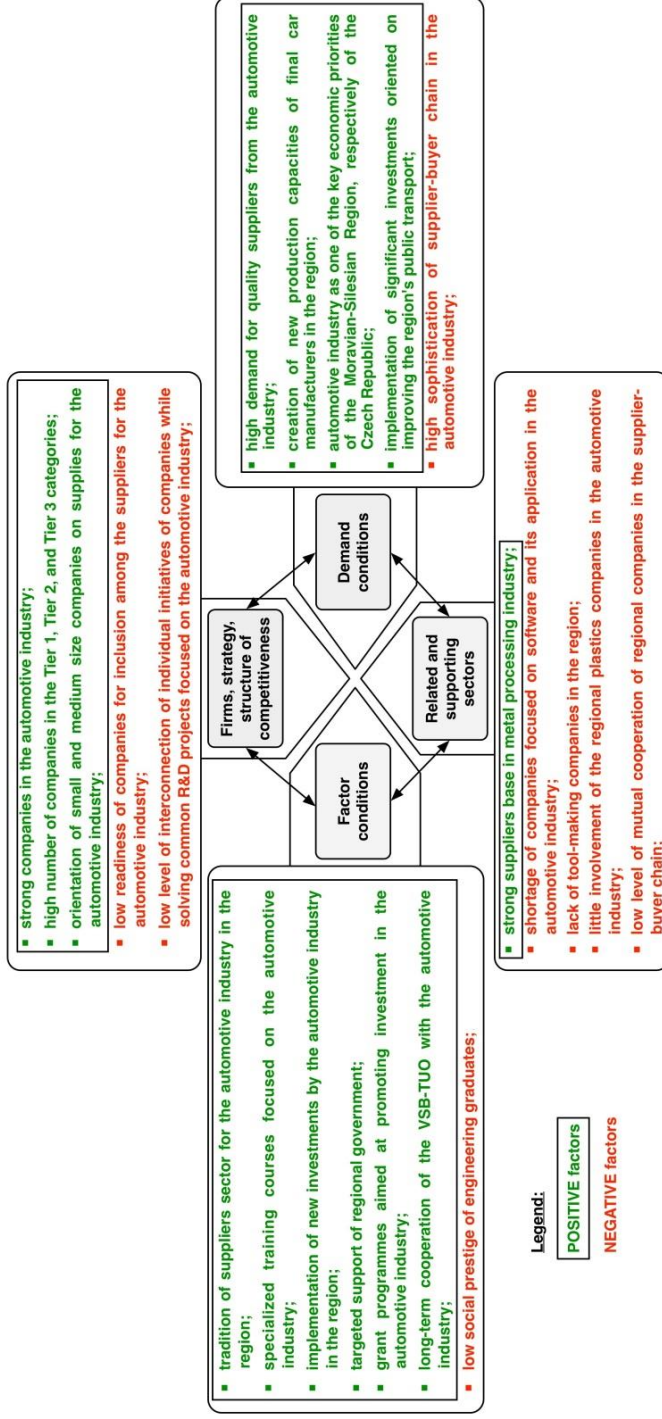 ▪ strong companies in the automotive industry;
▪ high number of companies in the Tier 1, Tier 2, and Tier 3 categories;
▪ orientation of small and medium size companies on supplies for the
automotive industry;
▪ low readiness of companies for inclusion among the suppliers for the
automotive industry;
▪ low level of interconnection of individual initiatives of companies while
solving common R&D projects focused on the automotive industry;
Firms, strategy,
structure of
competitiveness
▪ tradition of suppliers sector for the automotive industry in the
region;
▪ specialized training courses focused on the automotive
industry;
▪ implementation of new investments by the automotive industry
in the region;
▪ targeted support of regional government;
▪ grant programmes aimed at promoting investment in the
automotive industry;
▪ long-term cooperation of the VSB-TUO with the automotive
industry;
▪ low social prestige of engineering graduates;
Factor
conditions
Demand
conditions
▪ high demand for quality suppliers from the automotive
industry;
▪ creation of new production capacities of final car
manufacturers in the region;
▪ automotive industry as one of the key economic priorities
of the Moravian-Silesian Region, respectively of the
Czech Republic;
▪ implementation of significant investments oriented on
improving the region's public transport;
▪ high sophistication of supplier-buyer chain in the
automotive industry;
Related and
supporting
sectors
▪ strong suppliers base in metal processing industry;
▪ shortage of companies focused on software and its application in the
automotive industry;
▪ lack of tool-making companies in the region;
▪ little involvement of the regional plastics companies in the automotive
industry;
▪ low level of mutual cooperation of regional companies in the supplier-
buyer chain;
Legend:
POSITIVE factors
NEGATIVE factors